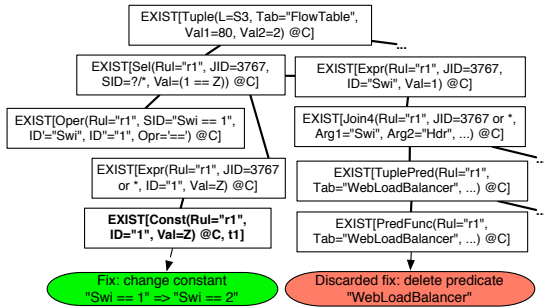 EXIST[Tuple(L=S3, Tab="FlowTable",
Val1=80, Val2=2) @C]
...
EXIST[Sel(Rul="r1", JID=3767,
SID=?/*, Val=(1 == Z)) @C]
EXIST[Expr(Rul="r1", JID=3767,
ID="Swi", Val=1) @C]
EXIST[Oper(Rul="r1", SID="Swi == 1",
ID'="Swi", ID"="1", Opr='==') @C]
EXIST[Join4(Rul="r1", JID=3767 or *,
Arg1="Swi", Arg2="Hdr", ...) @C]
...
EXIST[Expr(Rul="r1", JID=3767
or *, ID="1", Val=Z) @C]
EXIST[TuplePred(Rul="r1",
Tab="WebLoadBalancer", ...) @C]
...
EXIST[Const(Rul="r1",
ID="1", Val=Z) @C, t1]
EXIST[PredFunc(Rul="r1",
Tab="WebLoadBalancer", ...) @C]
Fix: change constant
"Swi == 1" => "Swi == 2"
Discarded fix: delete predicate
"WebLoadBalancer"